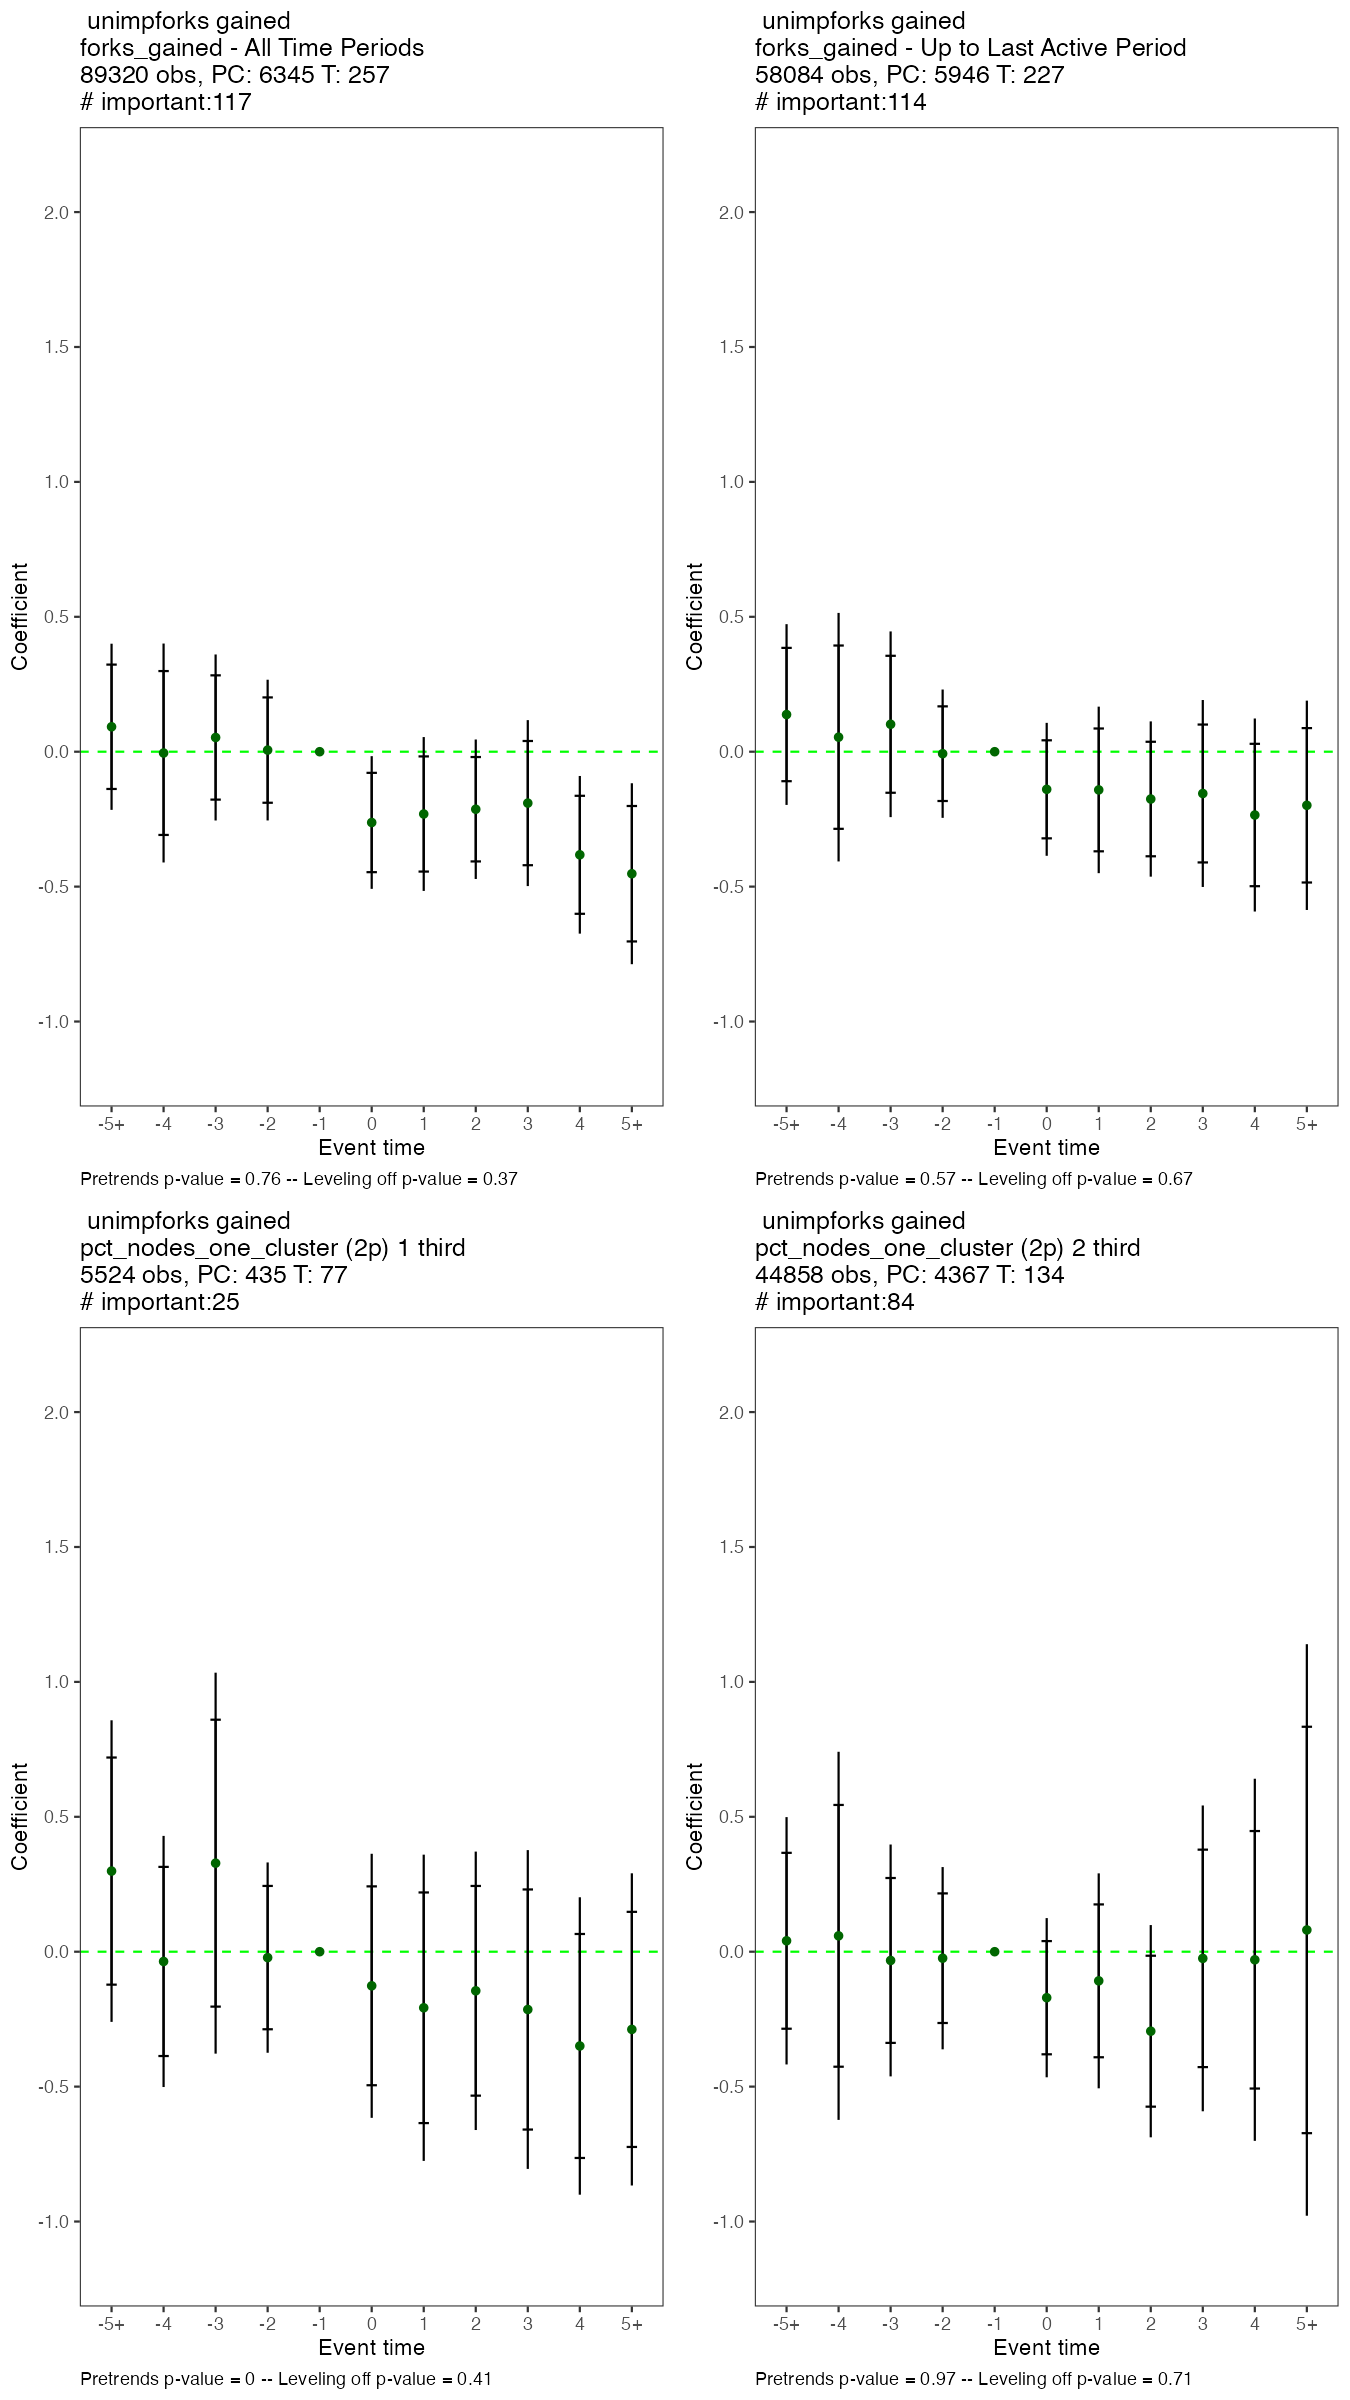 unimpforks gained
forks_gained - All Time Periods
89320 obs, PC: 6345 T: 257
# important:117
Coefficient
2.0
1.5
1.0
0.5
0.0
-0.5
-1.0
-5+ -4 -3 -2 -1 0 1 2 3 4 5+
Event time
Pretrends p-value = 0.76 -- Leveling off p-value = 0.37
unimpforks gained
forks_gained - Up to Last Active Period
58084 obs, PC: 5946 T: 227
# important:114
Coefficient
2.0
1.5
1.0
0.5
0.0
-0.5
-1.0
-5+ -4 -3 -2 -1 0 1 2 3 4 5+
Event time
Pretrends p-value = 0.57 -- Leveling off p-value = 0.67
unimpforks gained
pct_nodes_one_cluster (2p) 1 third
5524 obs, PC: 435 T: 77
# important:25
Coefficient
2.0
1.5
1.0
0.5
0.0
-0.5
-1.0
-5+ -4 -3 -2 -1 0 1 2 3 4 5+
Event time
Pretrends p-value = 0 -- Leveling off p-value = 0.41
unimpforks gained
pct_nodes_one_cluster (2p) 2 third
44858 obs, PC: 4367 T: 134
# important:84
Coefficient
2.0
1.5
1.0
0.5
0.0
-0.5
-1.0
-5+ -4 -3 -2 -1 0 1 2 3 4 5+
Event time
Pretrends p-value = 0.97 -- Leveling off p-value = 0.71